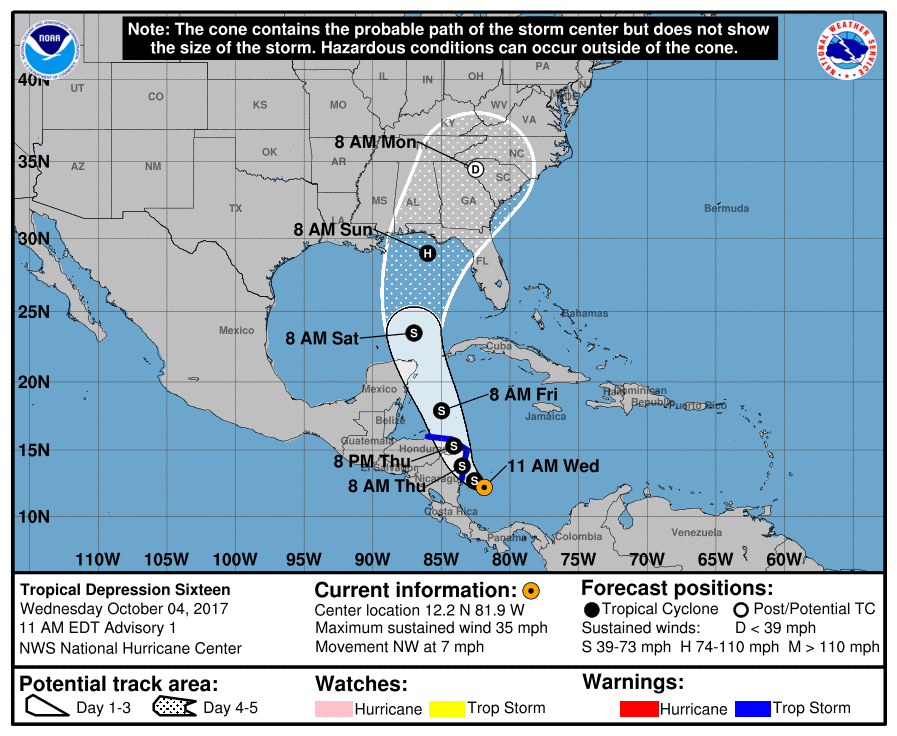 Note: The cone contains the probable path of the storm center but does not show
the size of the storm. Hazardous conditions can occur outside of the cone.
NOAA
NATIONAL WEATHER SERVICE
40N
35N
30N
25N
20N
15N
10N
110W 105W 100W 95W 90W 85W 80W 75W 70W 65W 60W
UT
CO
KS
MO
IL
IN
OH
PA
NJ
WV
VA
KY
NC
SC
AZ
NM
OK
AR
TX
LA
MS
AL
GA
FL
Bermuda
Bahamas
Mexico
Cuba
Mexico
Belize
Jamaica
Haiti
Dominican
Republic
Puerto Rico
Guatemala
Honduras
El Salvador
Nicaragua
Costa Rica
Panama
Colombia
Venezuela
8 AM Mon
D
8 AM Sun
H
8 AM Sat
S
8 AM Fri
S
8 PM Thu
S
8 AM Thu
S
S
11 AM Wed
Tropical Depression Sixteen
Wednesday October 04, 2017
11 AM EDT Advisory 1
NWS National Hurricane Center
Current information:
Center location 12.2 N 81.9 W
Maximum sustained wind 35 mph
Movement NW at 7 mph
Forecast positions:
Tropical Cyclone Post/Potential TC
Sustained winds: D < 39 mph
S 39-73 mph H 74-110 mph M > 110 mph
Potential track area:
Day 1-3 Day 4-5
Watches:
Hurricane Trop Storm
Warnings:
Hurricane Trop Storm